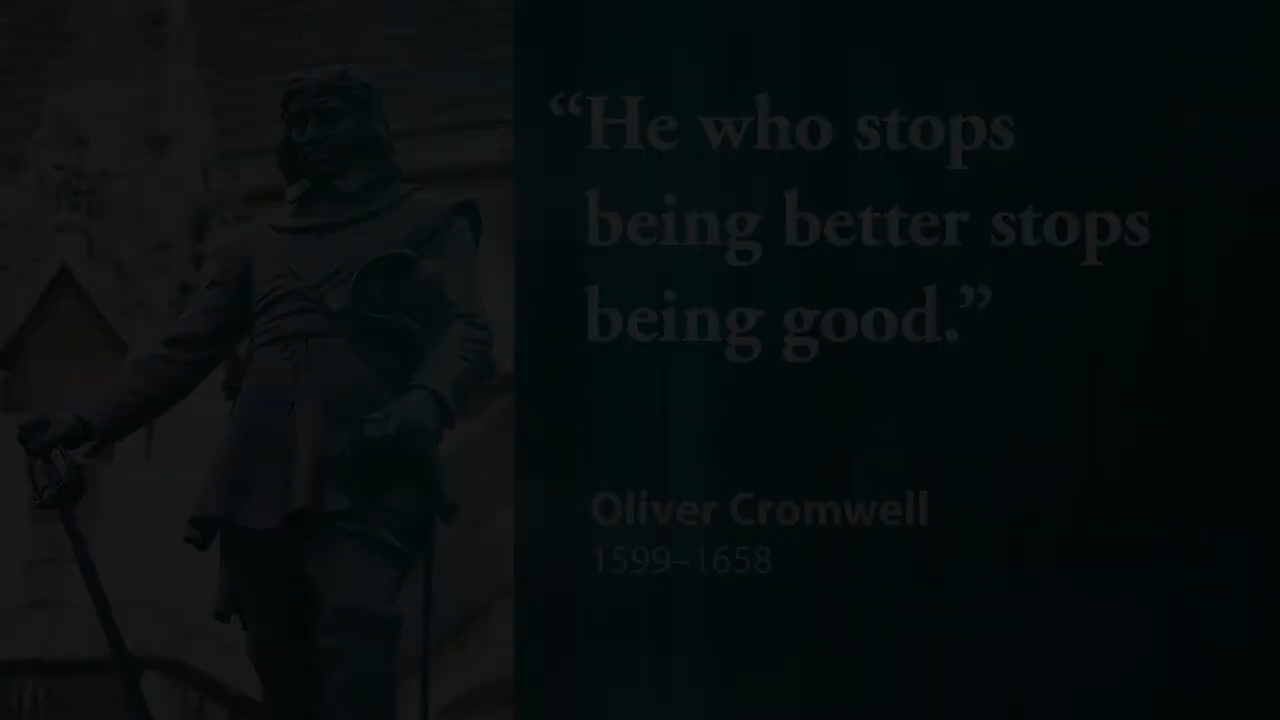 “He who stops
being better stops
being good.”
Oliver Cromwell
1599–1658